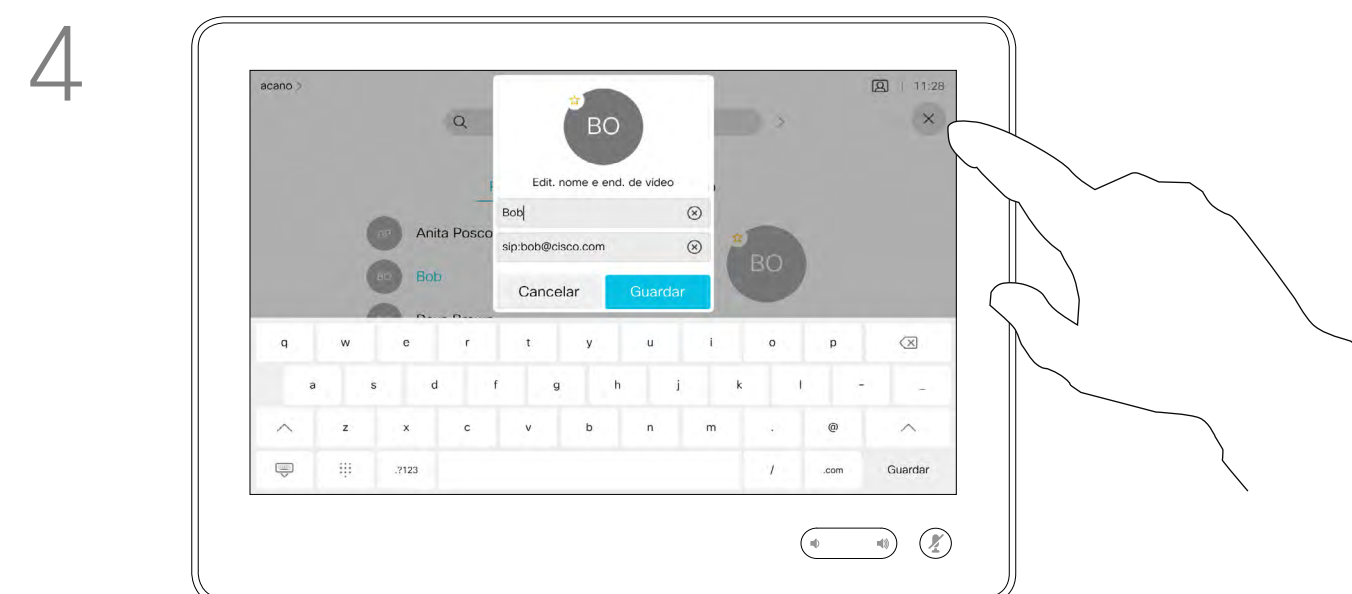 4
acano >
11:28
BO
Edit. nome e end. de vídeo
Bob
sip:bob@cisco.com
Cancelar
Guardar
Anita Posco
BO
Bob
BO
q w e r t y u i o p
a s d f g h j k l - _
z x c v b n m . @
.?123 / .com Guardar